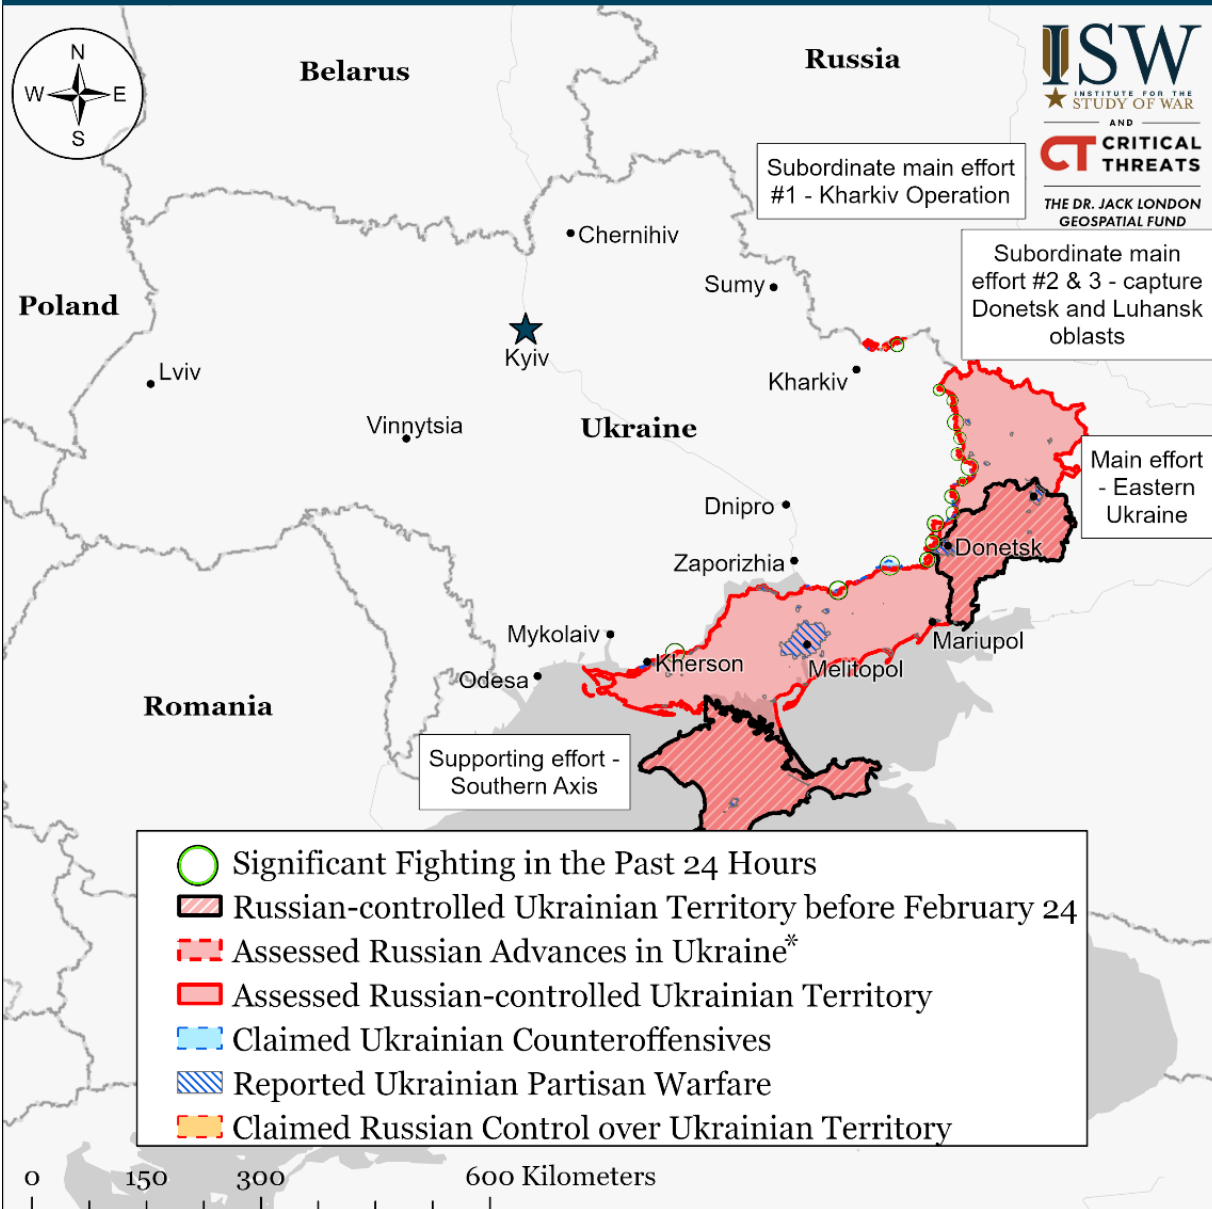 N
W E
S
Belarus
Russia
ISW
INSTITUTE FOR THE
STUDY OF WAR
AND
CT CRITICAL
THREATS
THE DR. JACK LONDON
GEOSPATIAL FUND
Subordinate main effort
#1 - Kharkiv Operation
Chernihiv
Subordinate main
effort #2 & 3 - capture
Donetsk and Luhansk
oblasts
Sumy
Poland
Kyiv
Lviv
Kharkiv
Vinnytsia
Ukraine
Main effort
- Eastern
Ukraine
Dnipro
Donetsk
Zaporizhia
Mykolaiv
Mariupol
Kherson
Melitopol
Odesa
Romania
Supporting effort -
Southern Axis
Significant Fighting in the Past 24 Hours
Russian-controlled Ukrainian Territory before February 24
Assessed Russian Advances in Ukraine*
Assessed Russian-controlled Ukrainian Territory
Claimed Ukrainian Counteroffensives
Reported Ukrainian Partisan Warfare
Claimed Russian Control over Ukrainian Territory
0 150 300 600 Kilometers